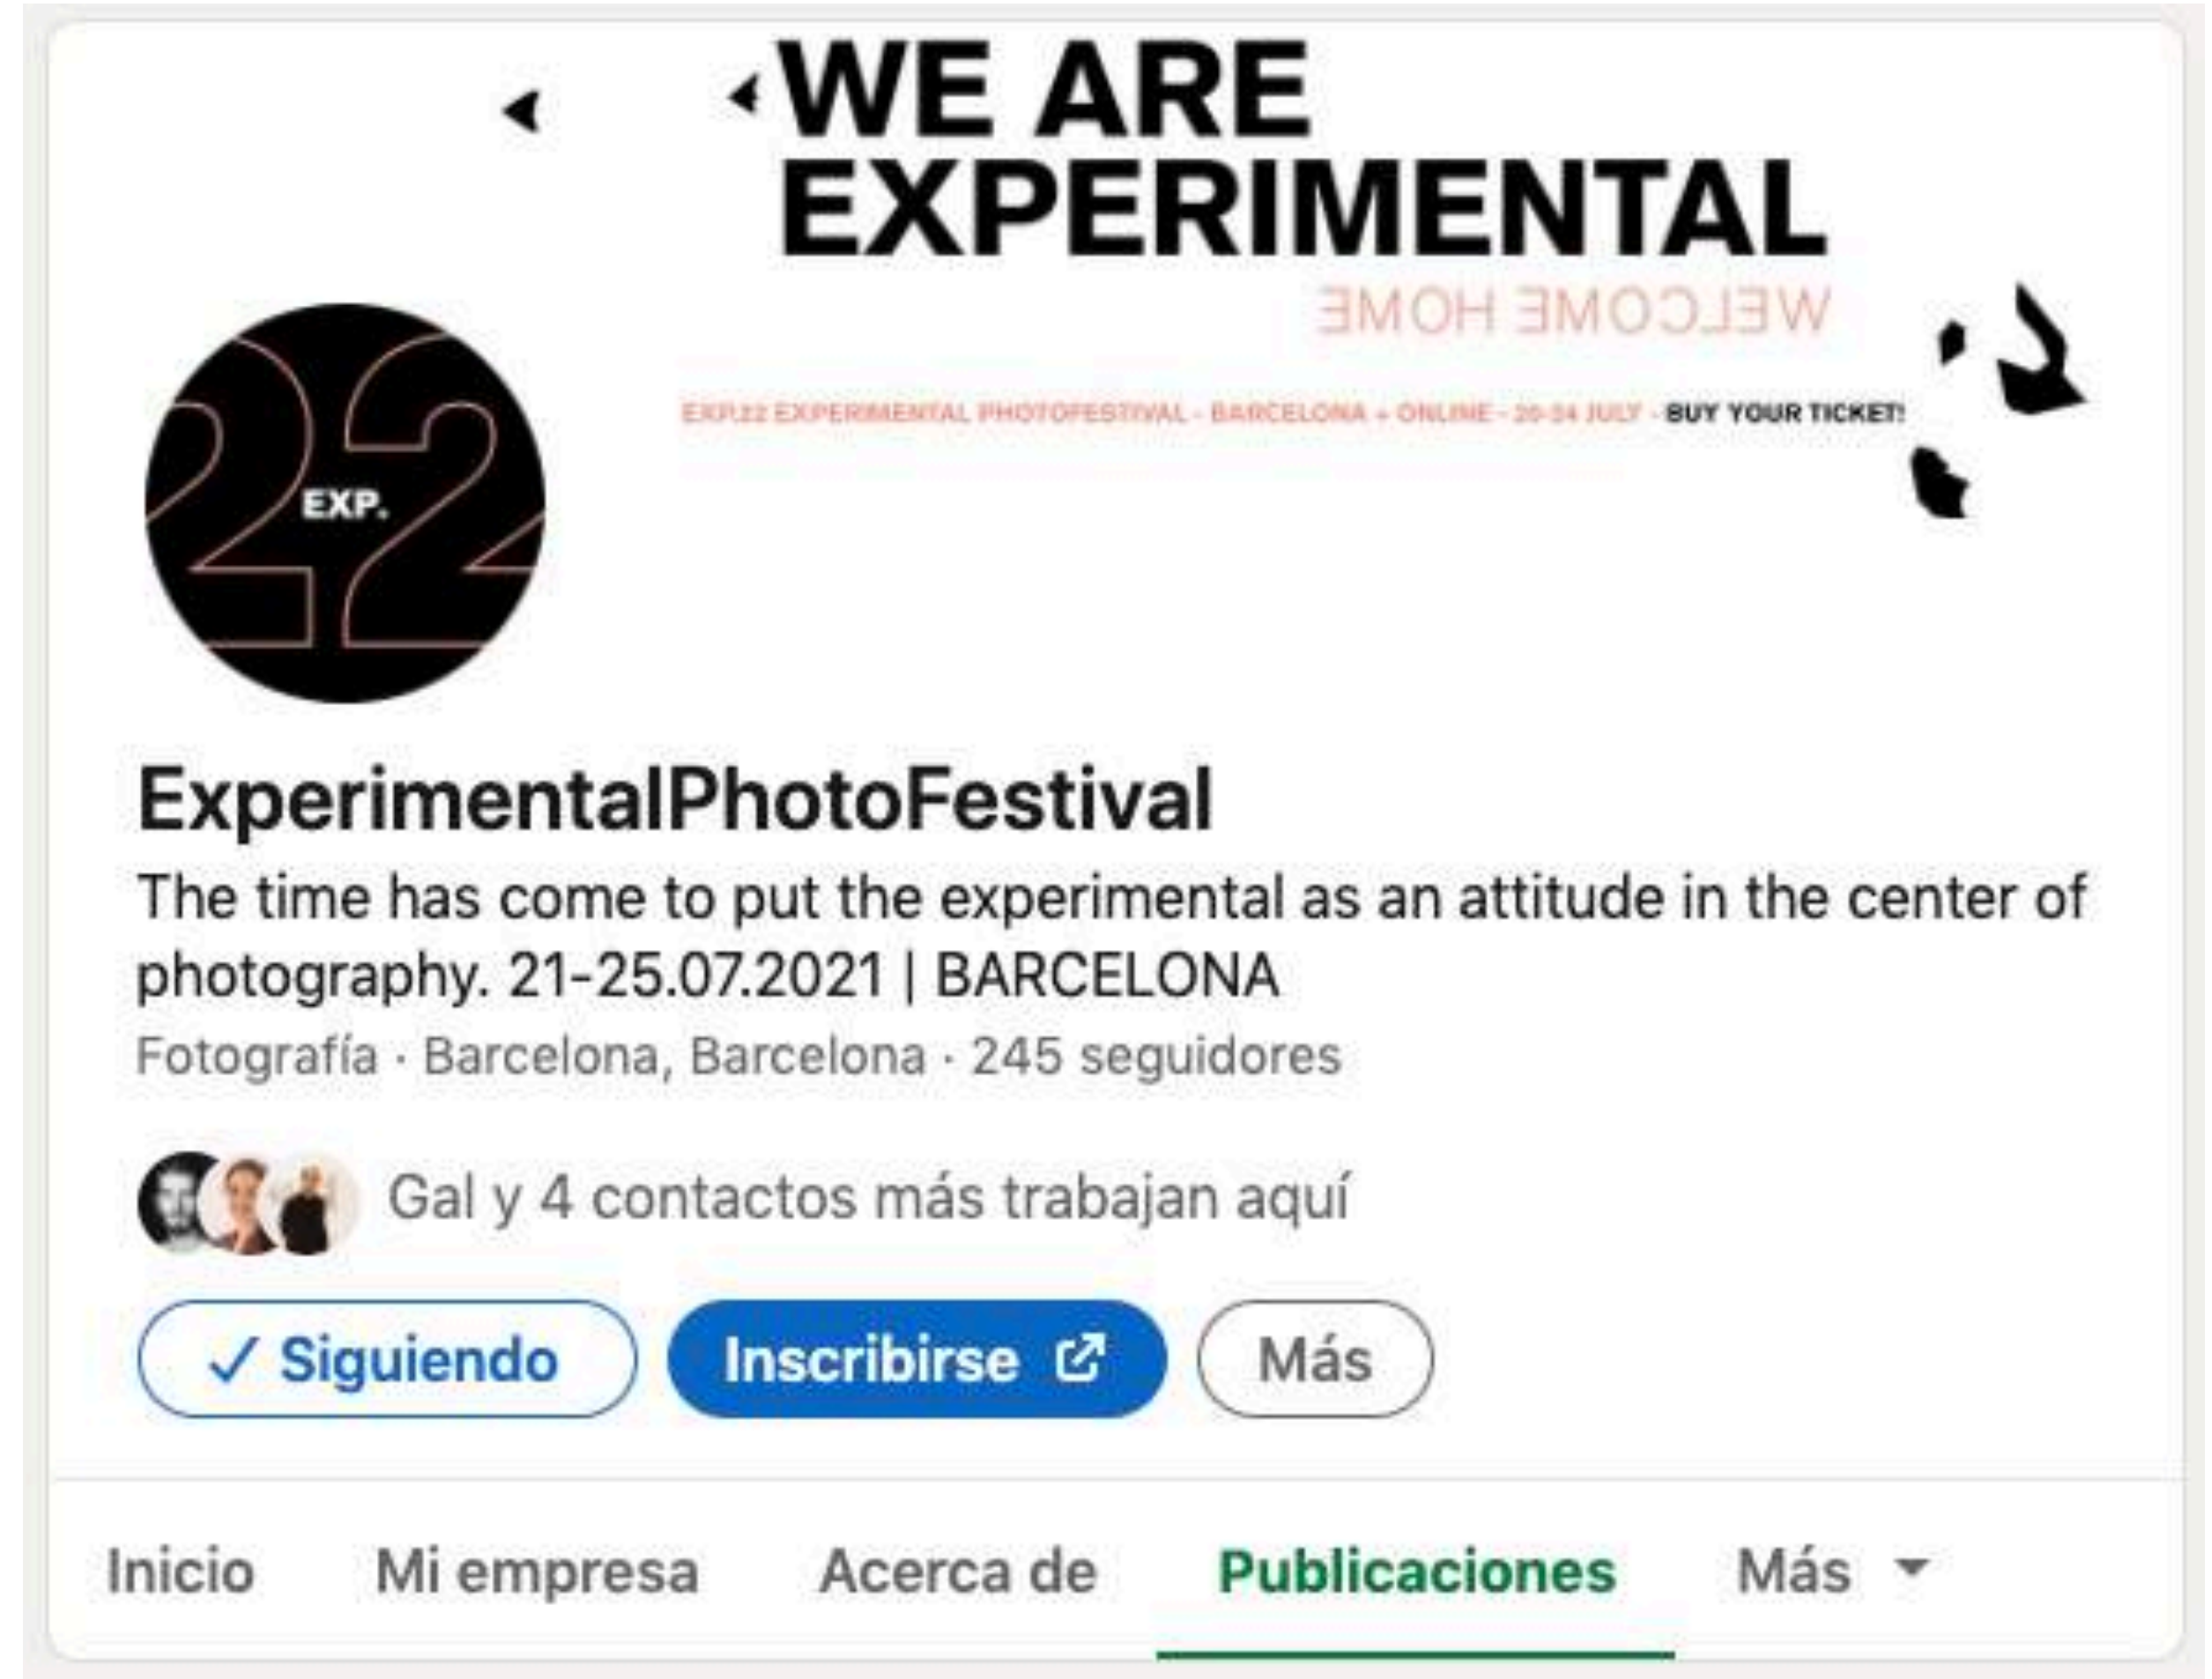 WE ARE
EXPERIMENTAL
WELCOME HOME
EXP.22 EXPERIMENTAL PHOTOFESTIVAL - BARCELONA + ONLINE - 20-24 JULY - BUY YOUR TICKET!
22
EXP.
ExperimentalPhotoFestival
The time has come to put the experimental as an attitude in the center of
photography. 21-25.07.2021 | BARCELONA
Fotografía · Barcelona, Barcelona · 245 seguidores
Gal y 4 contactos más trabajan aquí
✓ Siguiendo Inscribirse Más
Inicio Mi empresa Acerca de Publicaciones Más